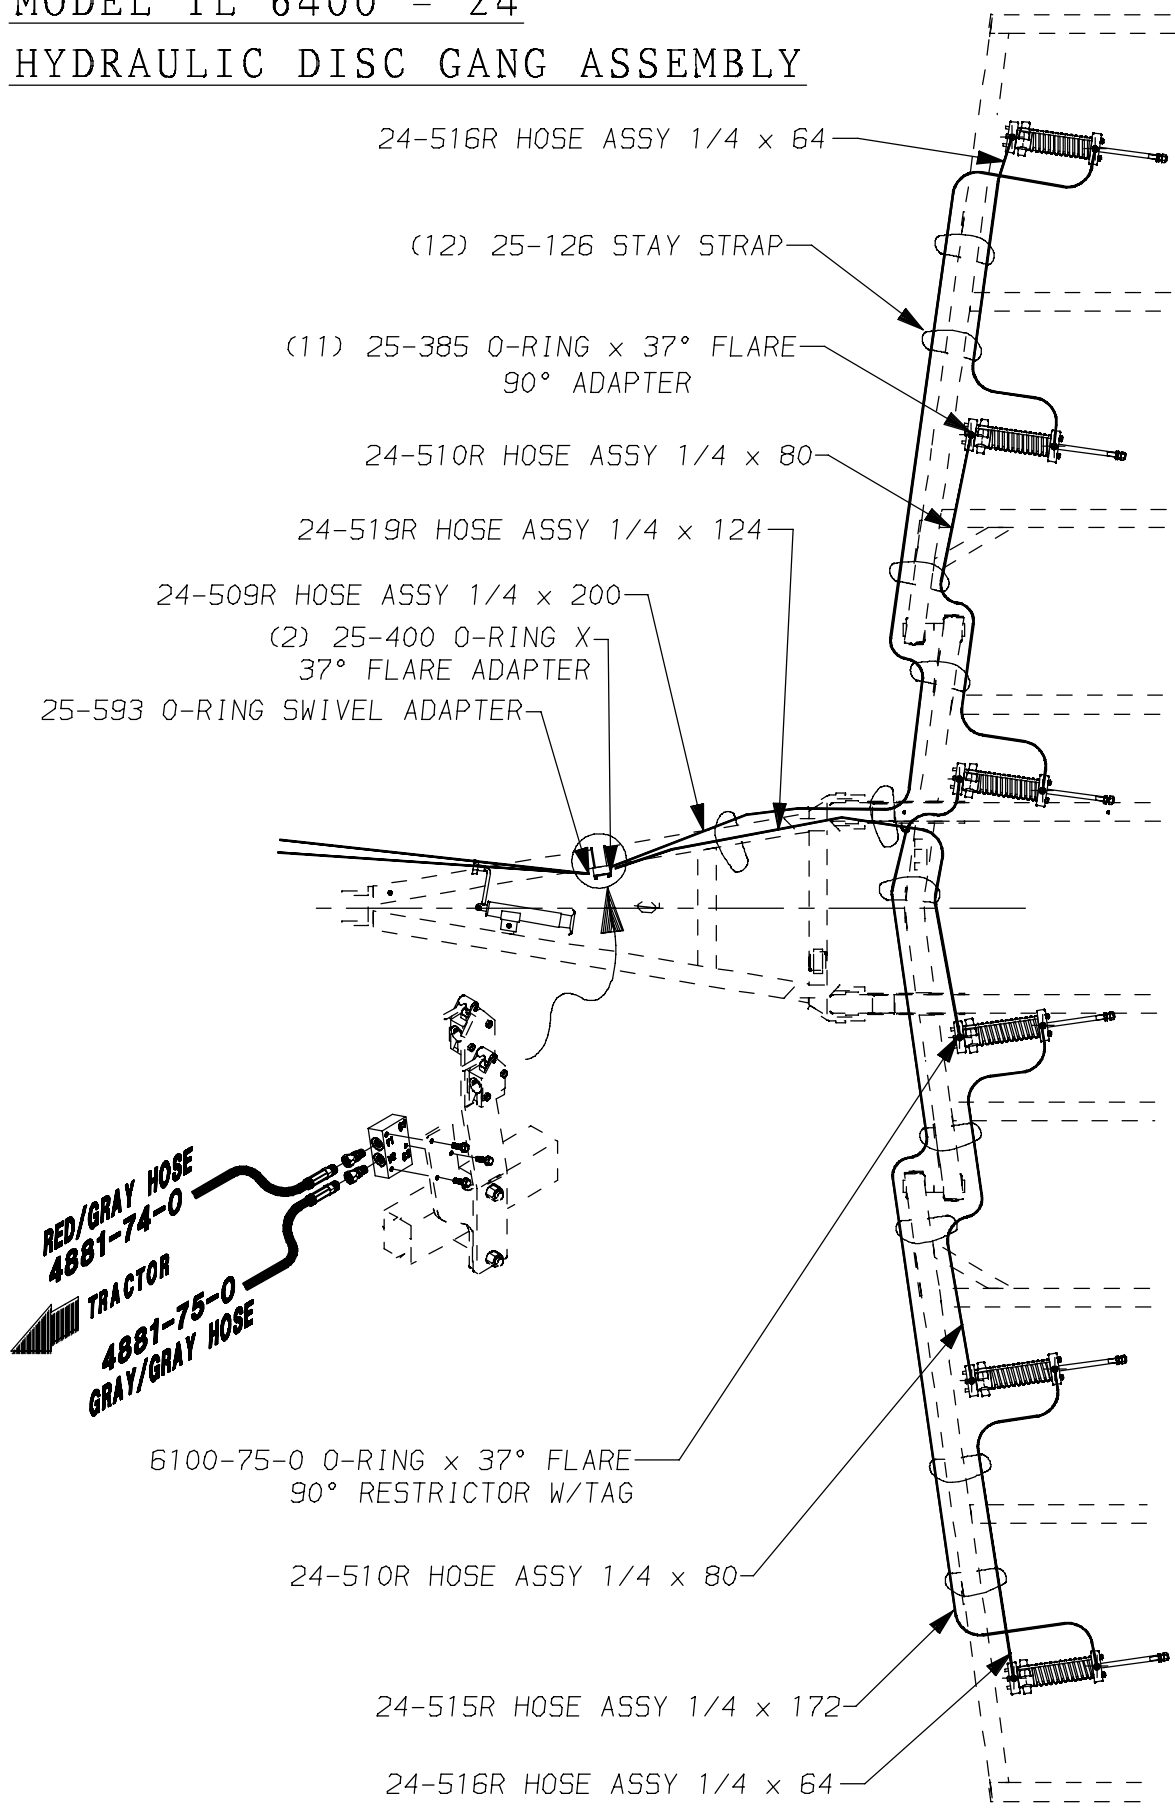 MODEL TL 6400 - 24
HYDRAULIC DISC GANG ASSEMBLY
24-516R HOSE ASSY 1/4 x 64
(12) 25-126 STAY STRAP
(11) 25-385 O-RING x 37° FLARE
90° ADAPTER
24-510R HOSE ASSY 1/4 x 80
24-519R HOSE ASSY 1/4 x 124
24-509R HOSE ASSY 1/4 x 200
(2) 25-400 O-RING X
37° FLARE ADAPTER
25-593 O-RING SWIVEL ADAPTER
RED/GRAY HOSE
4881-74-0
TRACTOR
4881-75-0
GRAY/GRAY HOSE
6100-75-0 O-RING x 37° FLARE
90° RESTRICTOR W/TAG
24-510R HOSE ASSY 1/4 x 80
24-515R HOSE ASSY 1/4 x 172
24-516R HOSE ASSY 1/4 x 64